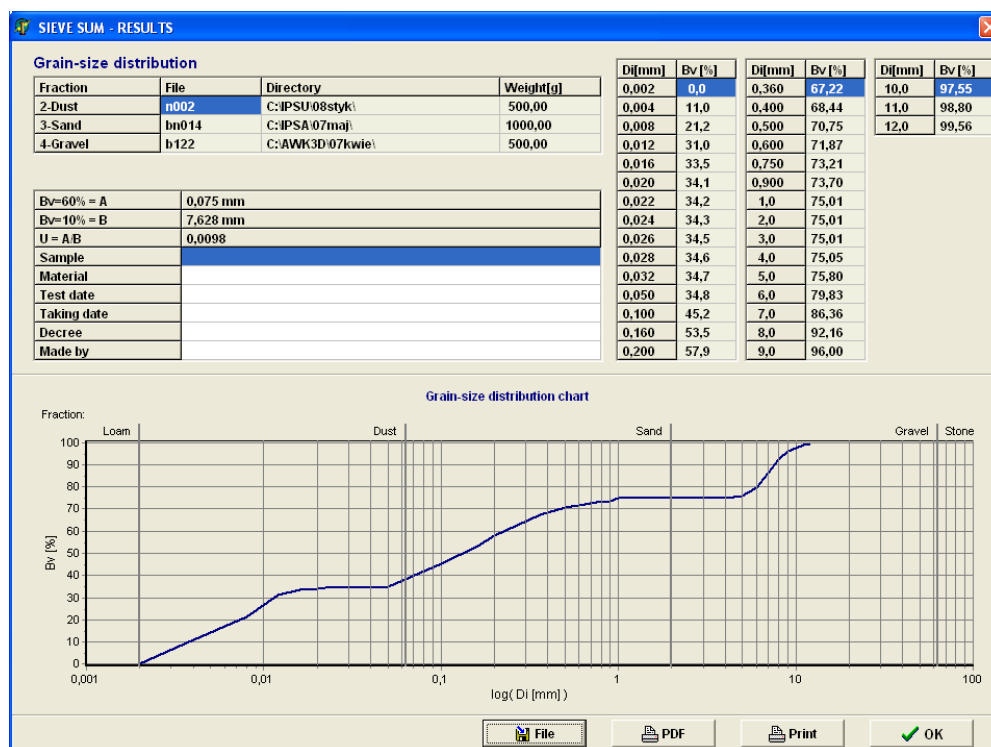 SIEVE SUM - RESULTS
Grain-size distribution
Fraction File Directory Weight[g]
2-Dust n002 C:\IPSU\08styk\ 500,00
3-Sand bn014 C:\IPSA\07maj\ 1000,00
4-Gravel b122 C:\AWK3D\07kwie\ 500,00
Bv=60% = A 0,075 mm
Bv=10% = B 7,628 mm
U = A/B 0,0098
Sample
Material
Test date
Taking date
Decree
Made by
Di[mm] Bv [%]
0,002 0,0
0,004 11,0
0,008 21,2
0,012 31,0
0,016 33,5
0,020 34,1
0,022 34,2
0,024 34,3
0,026 34,5
0,028 34,6
0,032 34,7
0,050 34,8
0,100 45,2
0,160 53,5
0,200 57,9
Di[mm] Bv [%]
0,360 67,22
0,400 68,44
0,500 70,75
0,600 71,87
0,750 73,21
0,900 73,70
1,0 75,01
2,0 75,01
3,0 75,01
4,0 75,05
5,0 75,80
6,0 79,83
7,0 86,36
8,0 92,16
9,0 96,00
Di[mm] Bv [%]
10,0 97,55
11,0 98,80
12,0 99,56
Grain-size distribution chart
Fraction:
Loam Dust Sand Gravel Stone
100
90
80
70
60
50
40
30
20
10
0
Bv [%]
0,001 0,01 0,1 1 10 100
log( Di [mm] )
File PDF Print OK